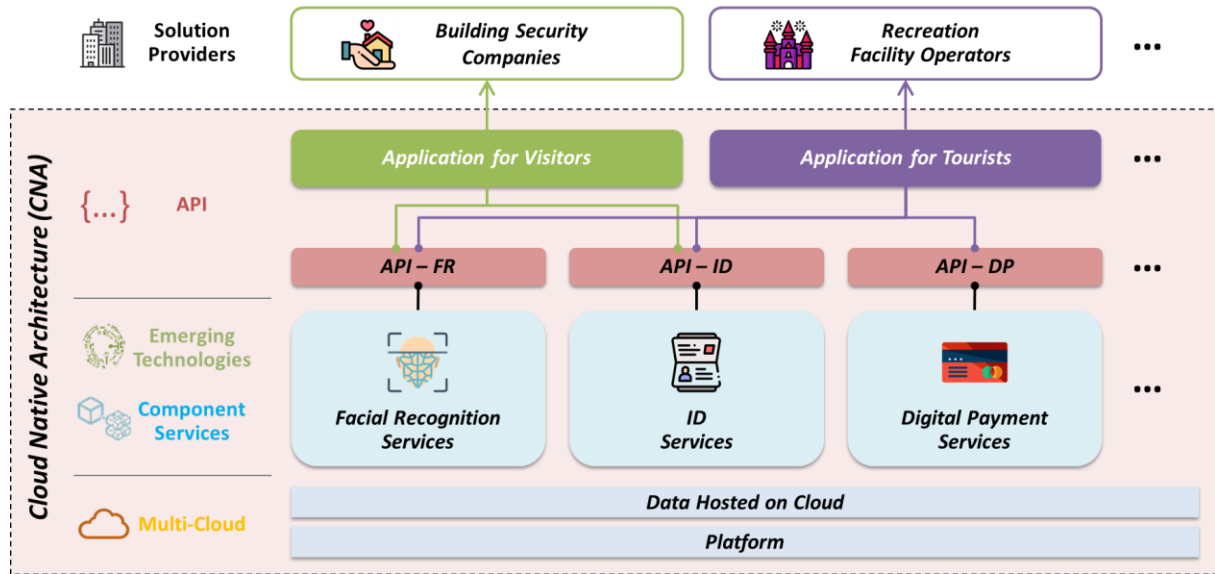 Solution
Providers
Building Security
Companies
Recreation
Facility Operators
...
Cloud Native Architecture (CNA)
{...} API
Application for Visitors
Application for Tourists
...
API – FR
API – ID
API – DP
...
Emerging
Technologies
Component
Services
Facial Recognition
Services
ID
Services
Digital Payment
Services
...
Multi-Cloud
Data Hosted on Cloud
Platform